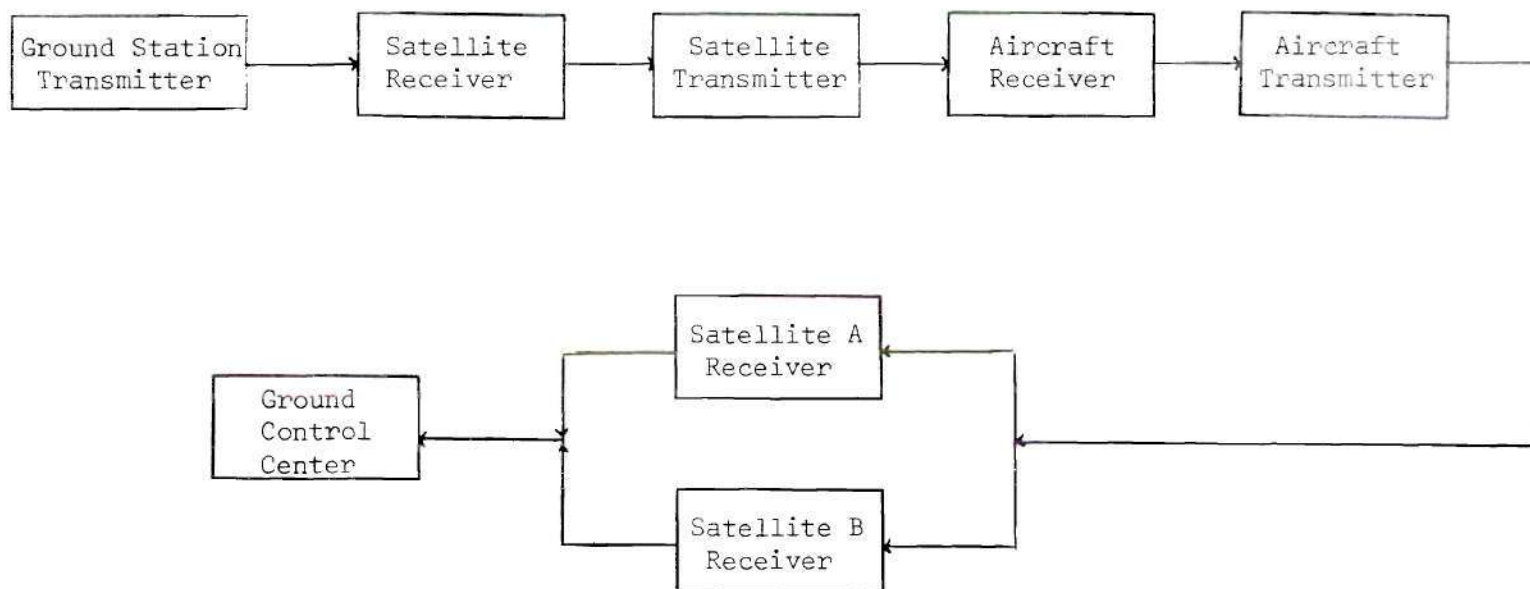 Ground Station
Transmitter
Satellite
Receiver
Satellite
Transmitter
Aircraft
Receiver
Aircraft
Transmitter
Satellite A
Receiver
Ground
Control
Center
Satellite B
Receiver